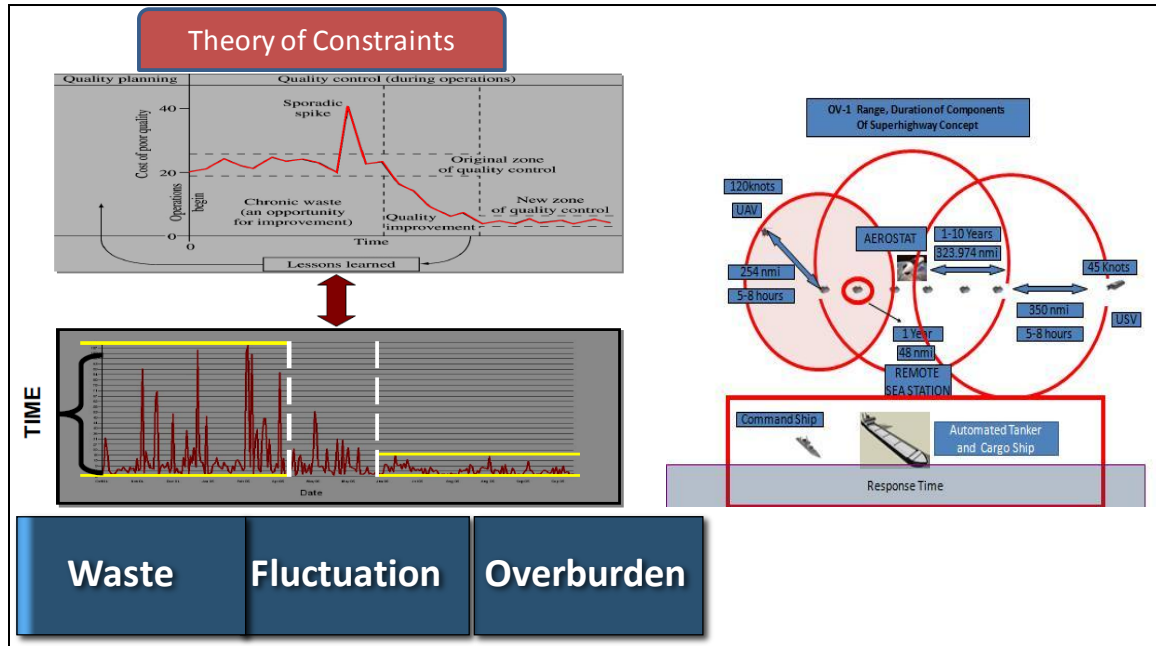 Theory of Constraints
Quality planning
Quality control (during operations)
Cost of poor quality
40
20
0
Sporadic
spike
Original zone
of quality control
Operations
begin
Chronic waste
(an opportunity
for improvement)
Quality
improvement
New zone
of quality control
0
Time
Lessons learned
TIME
Date
Waste
Fluctuation
Overburden
OV-1 Range, Duration of Components
Of Superhighway Concept
120knots
UAV
254 nmi
5-8 hours
AEROSTAT
1-10 Years
323.974 nmi
45 Knots
USV
350 nmi
5-8 hours
1 Year
48 nmi
REMOTE
SEA STATION
Command Ship
Automated Tanker
and Cargo Ship
Response Time